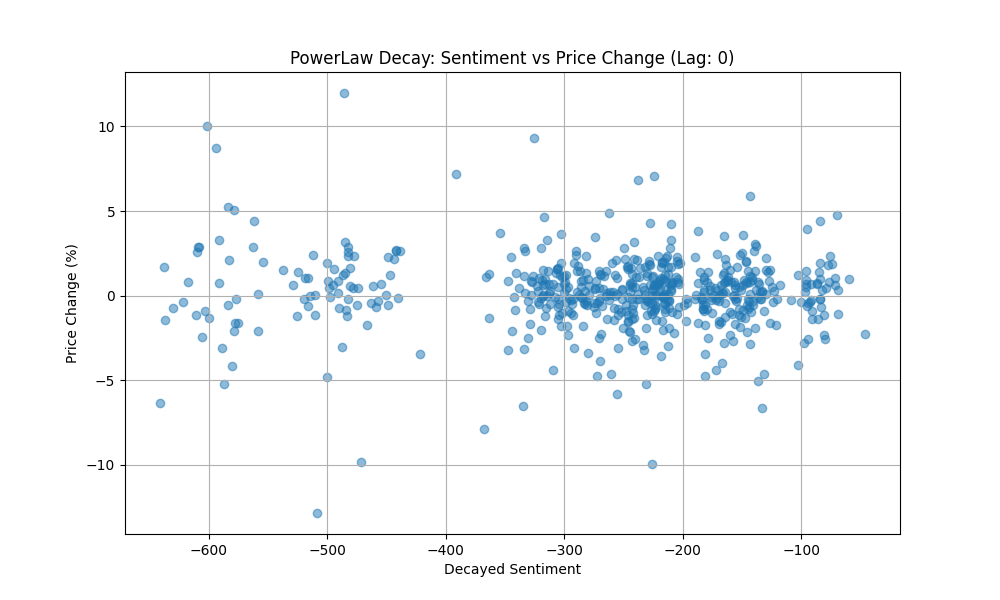 PowerLaw Decay: Sentiment vs Price Change (Lag: 0)
Price Change (%)
10
5
0
−5
−10
−600 −500 −400 −300 −200 −100
Decayed Sentiment